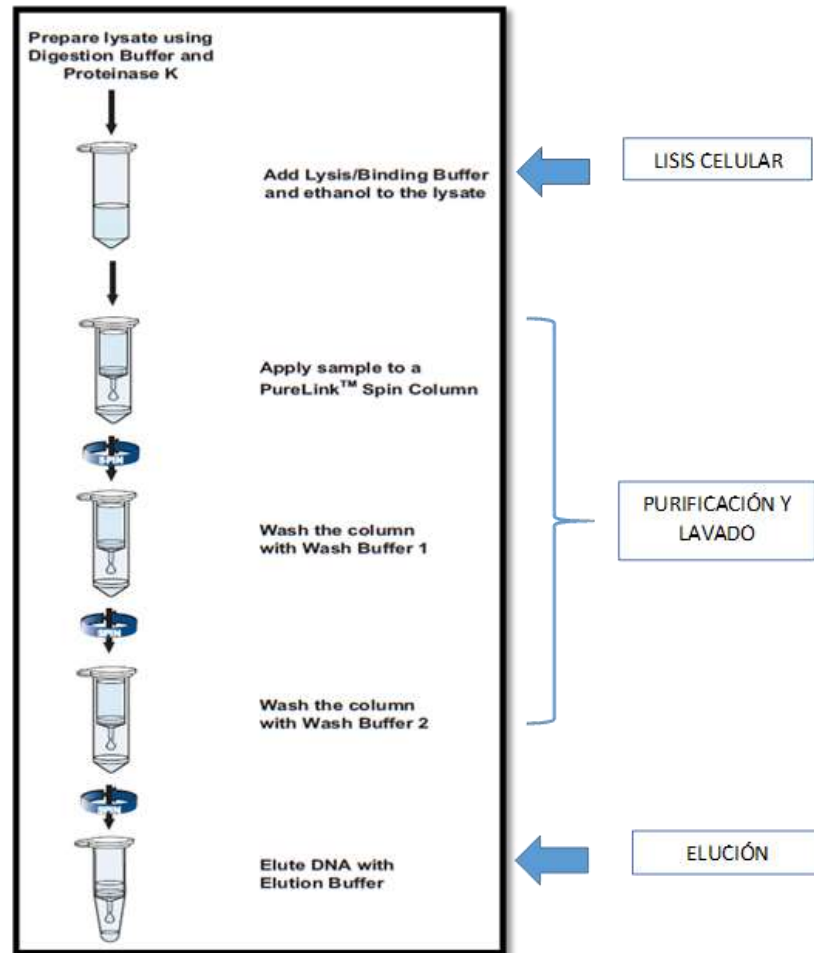 Prepare lysate using
Digestion Buffer and
Proteinase K
Add Lysis/Binding Buffer
and ethanol to the lysate
LISIS CELULAR
Apply sample to a
PureLink™ Spin Column
SPIN
Wash the column
with Wash Buffer 1
PURIFICACIÓN Y
LAVADO
SPIN
Wash the column
with Wash Buffer 2
SPIN
Elute DNA with
Elution Buffer
ELUCIÓN